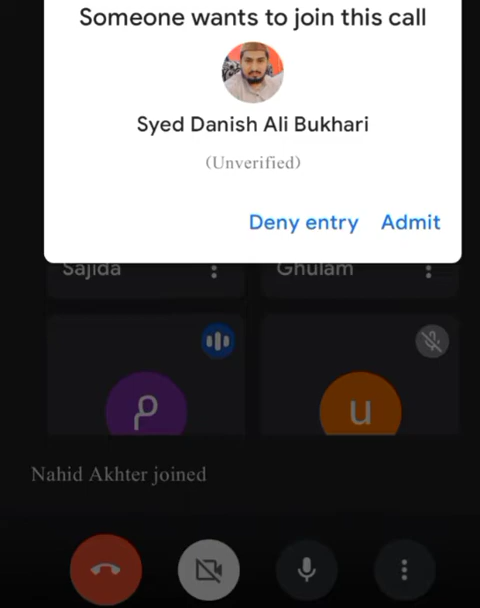 Someone wants to join this call
Syed Danish Ali Bukhari
(Unverified)
Deny entry Admit
Sajida Ghulam
م u
Nahid Akhter joined